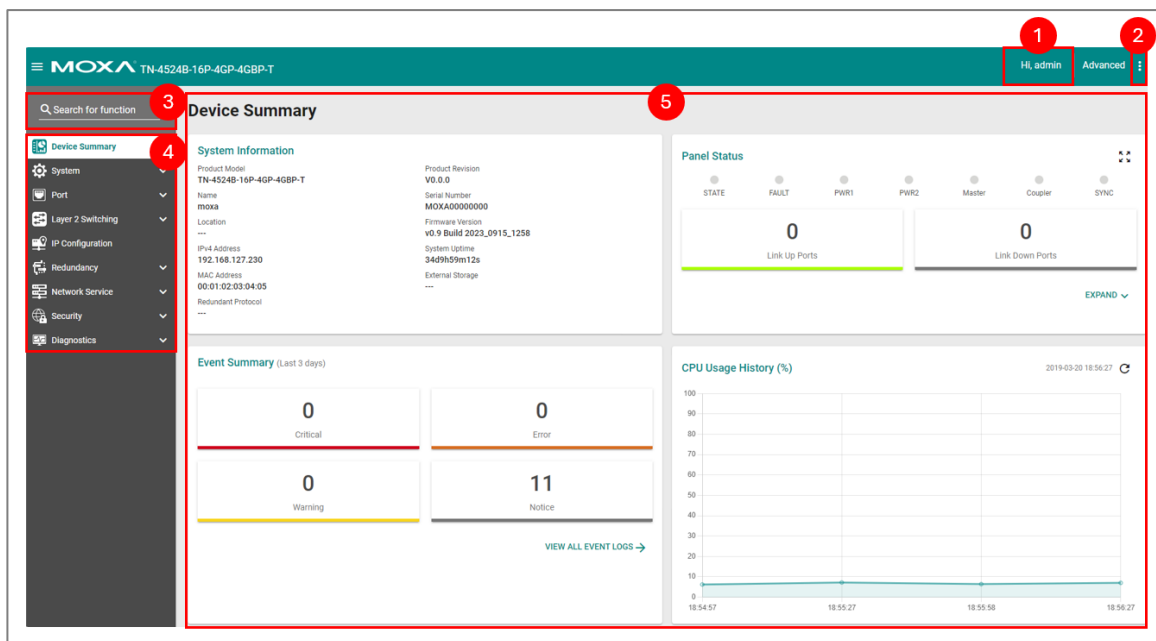 1
2
MOXA TN-4524B-16P-4GP-4GBP-T
Hi, admin
Advanced
Search for function
3
Device Summary
5
4
Device Summary
System
Port
Layer 2 Switching
IP Configuration
Redundancy
Network Service
Security
Diagnostics
System Information
Product Model
TN-4524B-16P-4GP-4GBP-T
Product Revision
V0.0.0
Name
moxa
Serial Number
MOXA00000000
Location
---
Firmware Version
v0.9 Build 2023_0915_1258
IPv4 Address
192.168.127.230
System Uptime
34d9h59m12s
MAC Address
00:01:02:03:04:05
External Storage
---
Redundant Protocol
---
Panel Status
STATE FAULT PWR1 PWR2 Master Coupler SYNC
0
Link Up Ports
0
Link Down Ports
EXPAND
Event Summary (Last 3 days)
0
Critical
0
Error
0
Warning
11
Notice
VIEW ALL EVENT LOGS
CPU Usage History (%)
2019-03-20 18:56:27
100
90
80
70
60
50
40
30
20
10
0
18:54:57 18:55:27 18:55:58 18:56:27